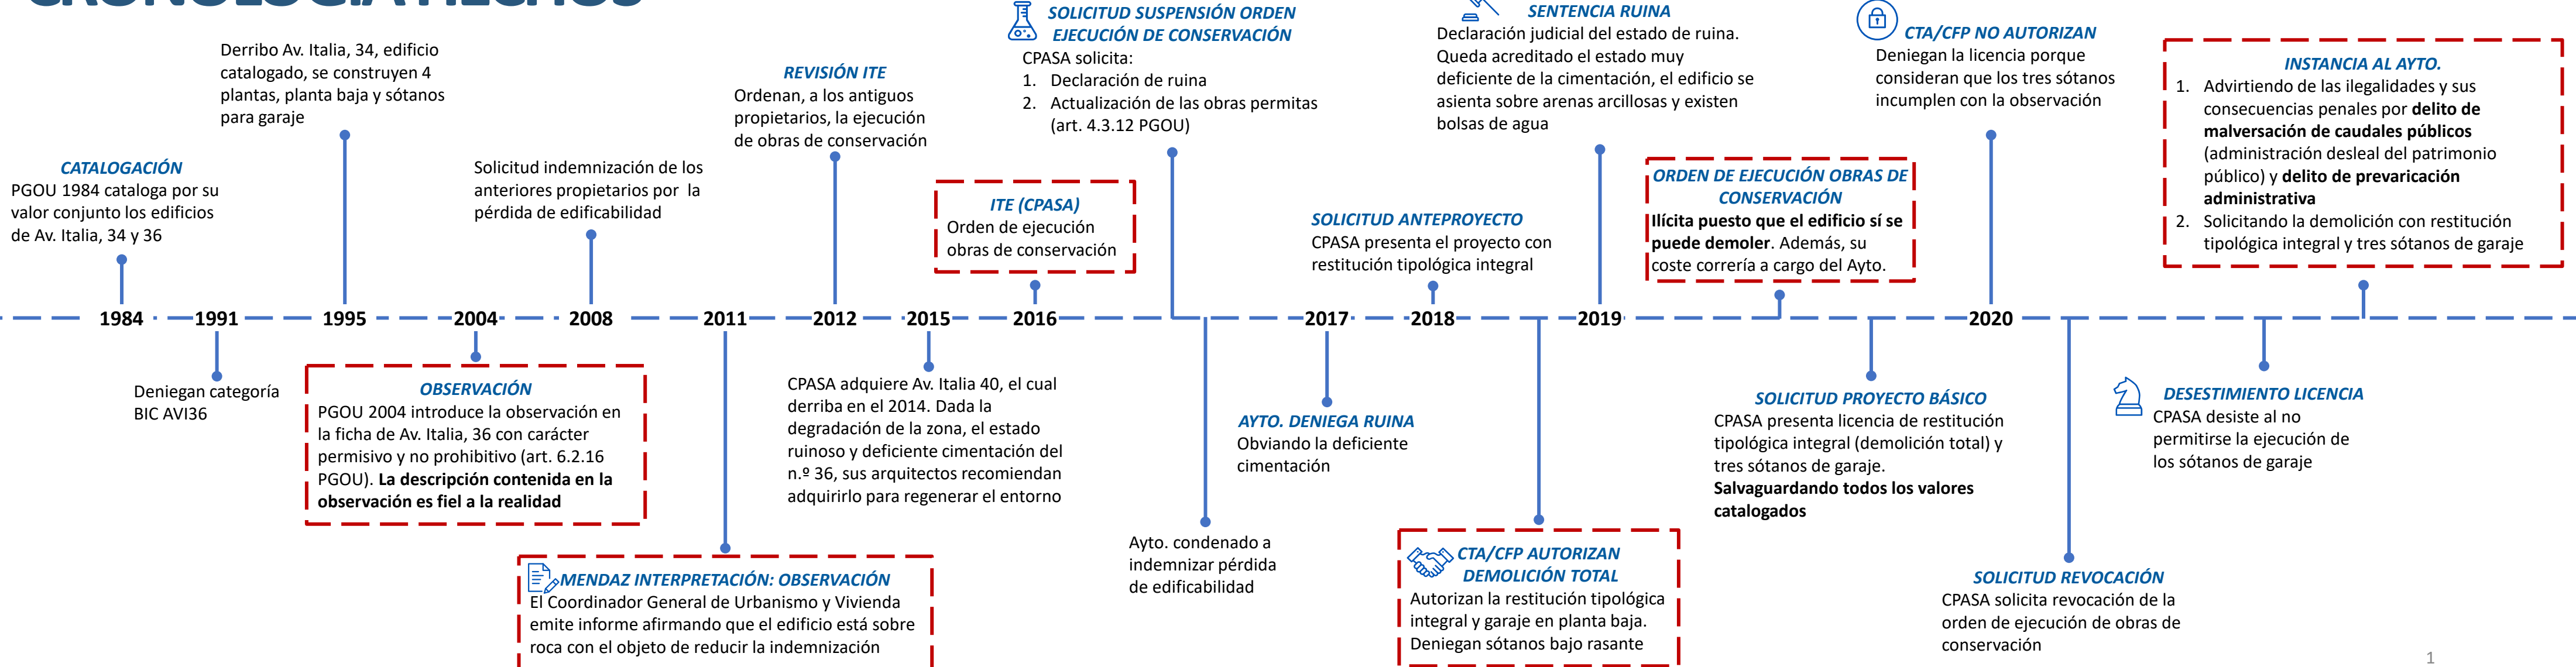 CRONOLOGÍA HECHOS
CATALOGACIÓN
PGOU 1984 cataloga por su
valor conjunto los edificios
de Av. Italia, 34 y 36
Derribo Av. Italia, 34, edificio
catalogado, se construyen 4
plantas, planta baja y sótanos
para garaje
Solicitud indemnización de los
anteriores propietarios por la
pérdida de edificabilidad
REVISIÓN ITE
Ordenan, a los antiguos
propietarios, la ejecución
de obras de conservación
ITE (CPASA)
Orden de ejecución
obras de conservación
SOLICITUD SUSPENSIÓN ORDEN
EJECUCIÓN DE CONSERVACIÓN
CPASA solicita:
1. Declaración de ruina
2. Actualización de las obras permitas
(art. 4.3.12 PGOU)
SOLICITUD ANTEPROYECTO
CPASA presenta el proyecto con
restitución tipológica integral
SENTENCIA RUINA
Declaración judicial del estado de ruina.
Queda acreditado el estado muy
deficiente de la cimentación, el edificio se
asienta sobre arenas arcillosas y existen
bolsas de agua
ORDEN DE EJECUCIÓN OBRAS DE
CONSERVACIÓN
Ilícita puesto que el edificio sí se
puede demoler. Además, su
coste correría a cargo del Ayto.
CTA/CFP NO AUTORIZAN
Deniegan la licencia porque
consideran que los tres sótanos
incumplen con la observación
INSTANCIA AL AYTO.
1. Advirtiendo de las ilegalidades y sus
consecuencias penales por delito de
malversación de caudales públicos
(administración desleal del patrimonio
público) y delito de prevaricación
administrativa
2. Solicitando la demolición con restitución
tipológica integral y tres sótanos de garaje
1984 1991 1995 2004 2008 2011 2012 2015 2016 2017 2018 2019 2020
Deniegan categoría
BIC AVI36
OBSERVACIÓN
PGOU 2004 introduce la observación en
la ficha de Av. Italia, 36 con carácter
permisivo y no prohibitivo (art. 6.2.16
PGOU). La descripción contenida en la
observación es fiel a la realidad
MENDAZ INTERPRETACIÓN: OBSERVACIÓN
El Coordinador General de Urbanismo y Vivienda
emite informe afirmando que el edificio está sobre
roca con el objeto de reducir la indemnización
CPASA adquiere Av. Italia 40, el cual
derriba en el 2014. Dada la
degradación de la zona, el estado
ruinoso y deficiente cimentación del
n.º 36, sus arquitectos recomiendan
adquirirlo para regenerar el entorno
Ayto. condenado a
indemnizar pérdida
de edificabilidad
AYTO. DENIEGA RUINA
Obviando la deficiente
cimentación
CTA/CFP AUTORIZAN
DEMOLICIÓN TOTAL
Autorizan la restitución tipológica
integral y garaje en planta baja.
Deniegan sótanos bajo rasante
SOLICITUD PROYECTO BÁSICO
CPASA presenta licencia de restitución
tipológica integral (demolición total) y
tres sótanos de garaje.
Salvaguardando todos los valores
catalogados
SOLICITUD REVOCACIÓN
CPASA solicita revocación de la
orden de ejecución de obras de
conservación
DESESTIMIENTO LICENCIA
CPASA desiste al no
permitirse la ejecución de
los sótanos de garaje
1